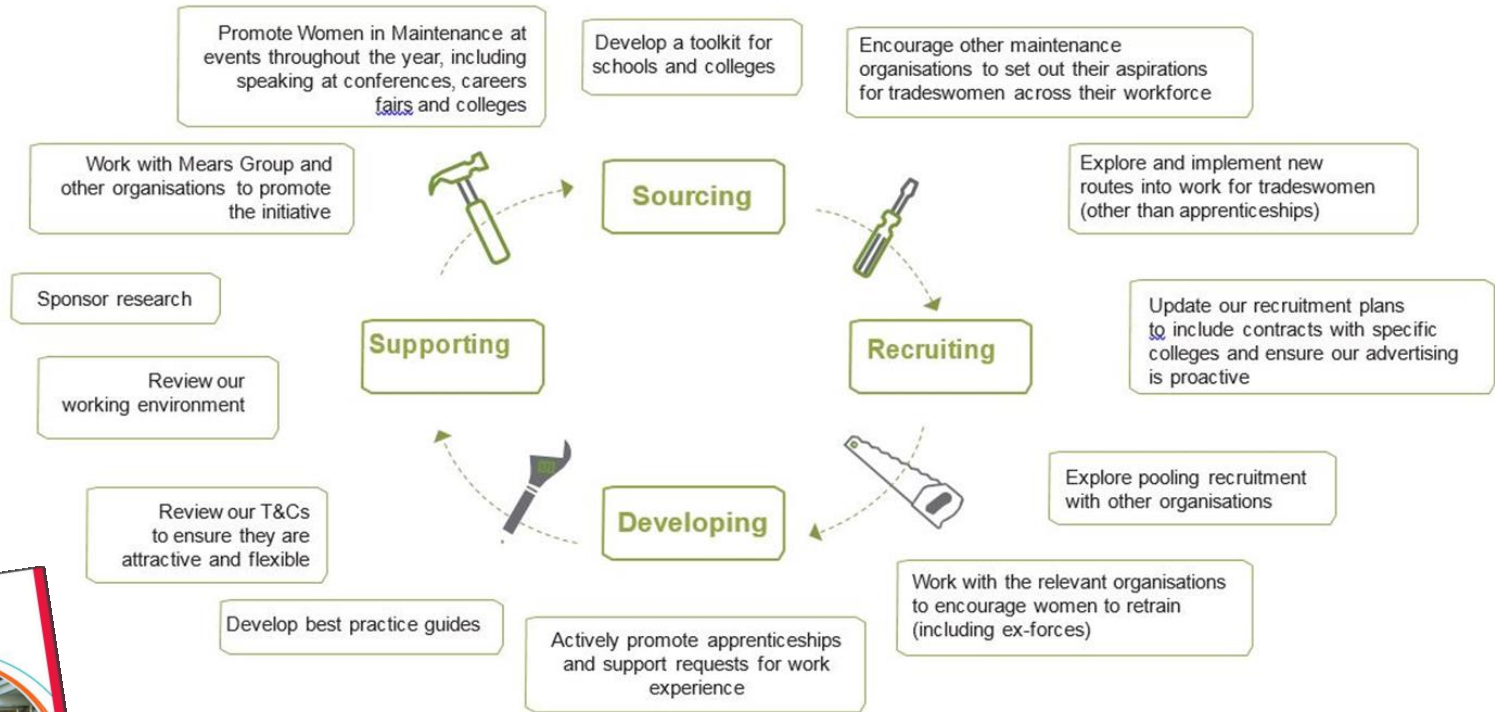 Promote Women in Maintenance at
events throughout the year, including
speaking at conferences, careers
fairs and colleges
Develop a toolkit for
schools and colleges
Encourage other maintenance
organisations to set out their aspirations
for tradeswomen across their workforce
Work with Mears Group and
other organisations to promote
the initiative
Sourcing
Explore and implement new
routes into work for tradeswomen
(other than apprenticeships)
Sponsor research
Supporting
Recruiting
Update our recruitment plans
to include contracts with specific
colleges and ensure our advertising
is proactive
Review our
working environment
Explore pooling recruitment
with other organisations
Review our T&Cs
to ensure they are
attractive and flexible
Developing
Work with the relevant organisations
to encourage women to retrain
(including ex-forces)
Develop best practice guides
Actively promote apprenticeships
and support requests for work
experience